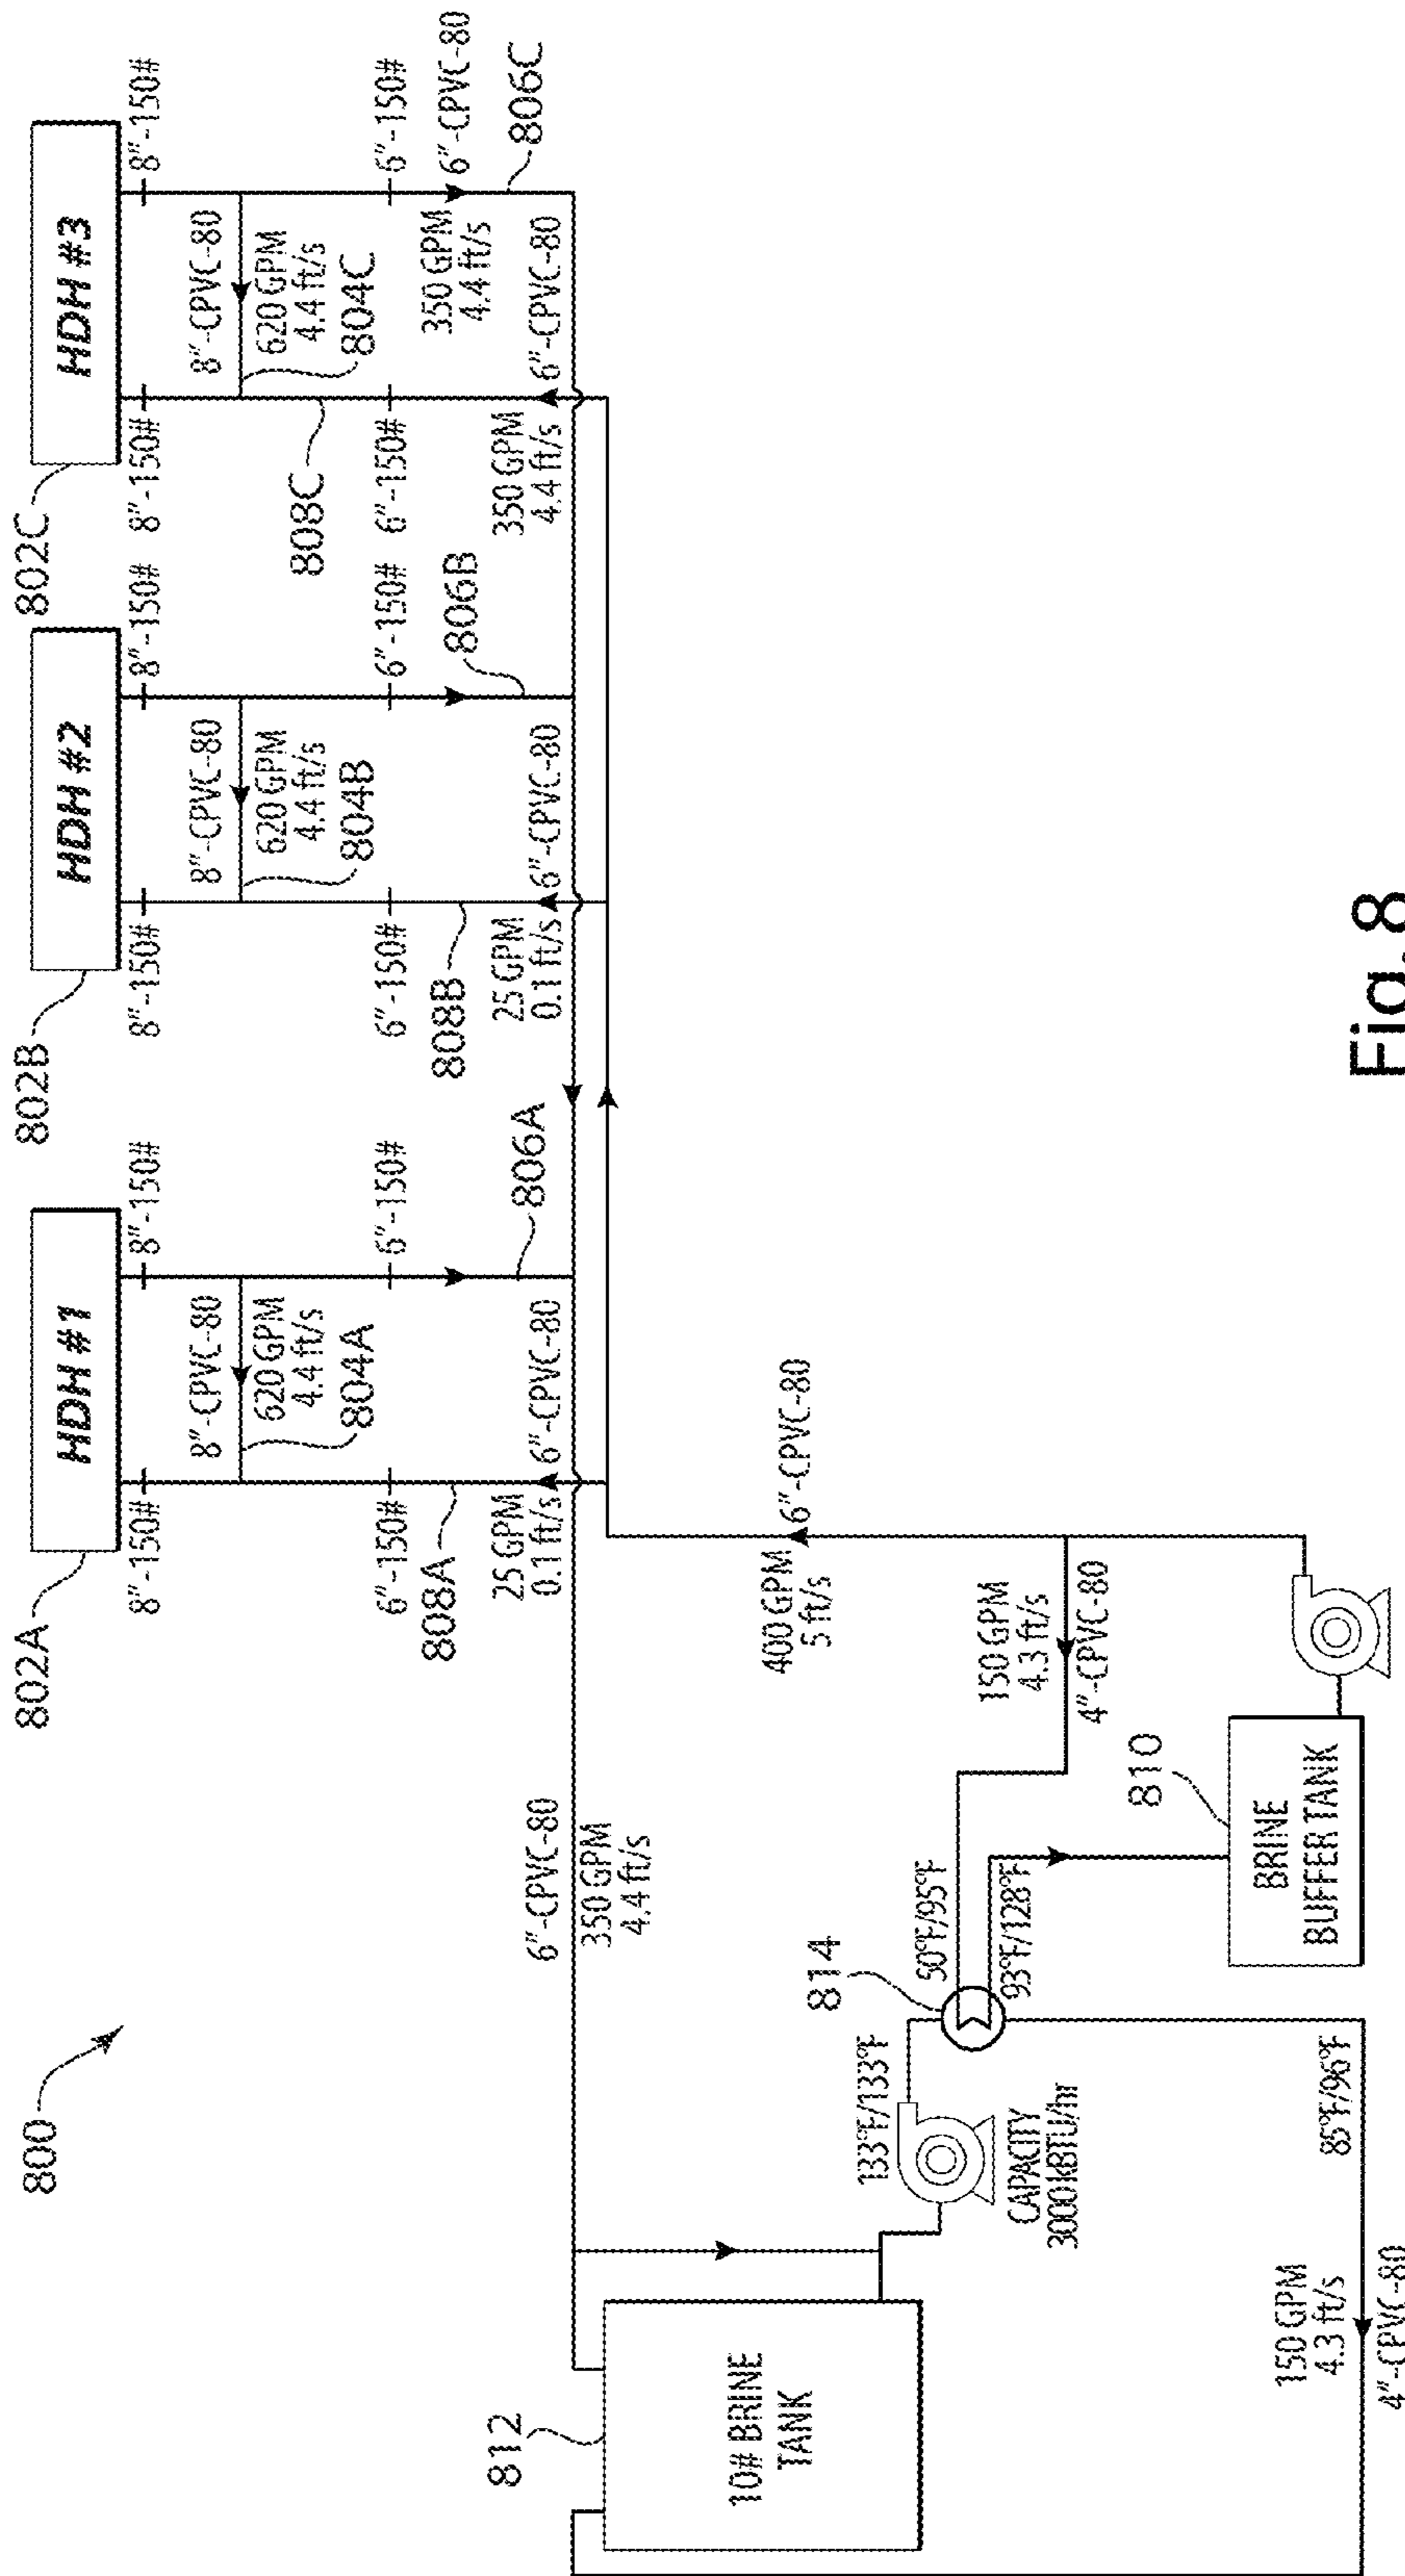 800
802A
HDH #1
8"-150#
8"-150#
8"-CPVC-80
620 GPM
4.4 ft/s
804A
6"-150#
6"-150#
808A
806A
25 GPM
0.1 ft/s
6"-CPVC-80
802B
HDH #2
8"-150#
8"-150#
8"-CPVC-80
620 GPM
4.4 ft/s
804B
6"-150#
6"-150#
808B
806B
25 GPM
0.1 ft/s
6"-CPVC-80
802C
HDH #3
8"-150#
8"-150#
8"-CPVC-80
620 GPM
4.4 ft/s
804C
808C
6"-150#
6"-150#
350 GPM
4.4 ft/s
6"-CPVC-80
806C
350 GPM
4.4 ft/s
6"-CPVC-80
6"-CPVC-80
350 GPM
4.4 ft/s
812
10# BRINE
TANK
400 GPM
5 ft/s
6"-CPVC-80
814
133°F/133°F
50°F/95°F
93°F/128°F
CAPACITY
3000 kBTU/hr
150 GPM
4.3 ft/s
4"-CPVC-80
810
BRINE
BUFFER TANK
85°F/96°F
150 GPM
4.3 ft/s
4"-CPVC-80
Fig. 8